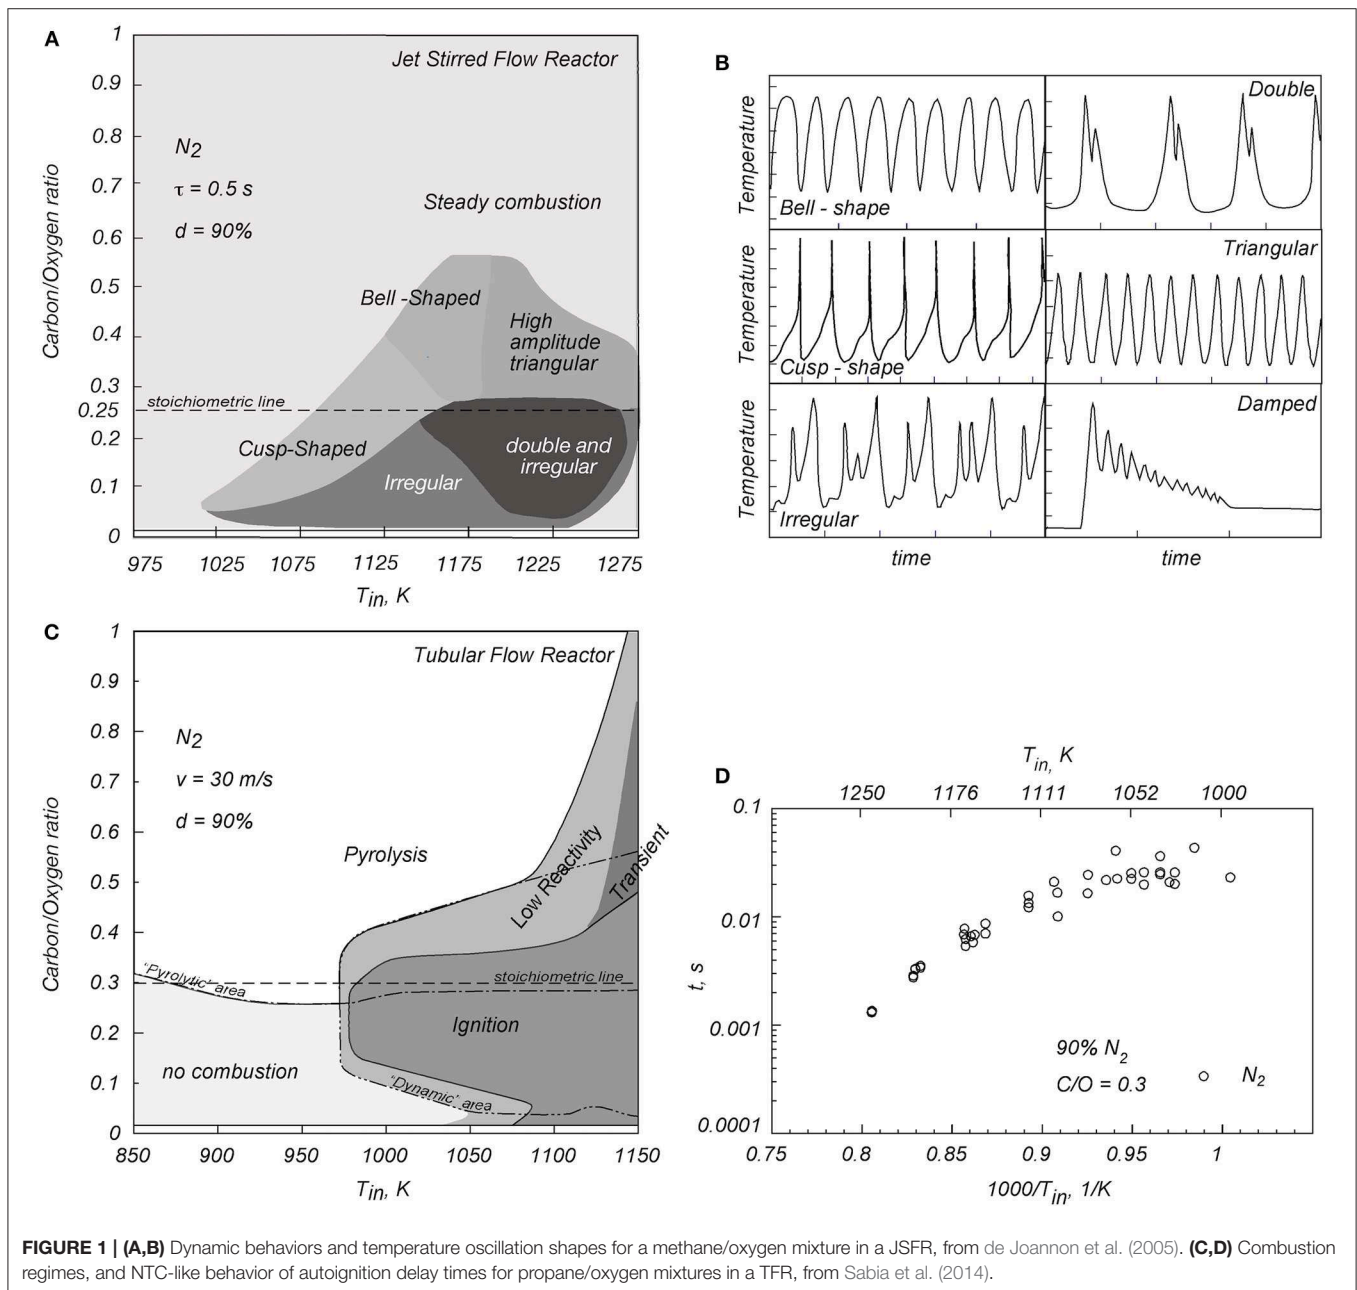 A
Jet Stirred Flow Reactor
N2
τ = 0.5 s
d = 90%
Steady combustion
Bell -Shaped
High
amplitude
triangular
stoichiometric line
Cusp-Shaped
Irregular
double and
irregular
Carbon/Oxygen ratio
1
0.9
0.8
0.7
0.6
0.5
0.4
0.3
0.25
0.2
0.1
0
975 1025 1075 1125 1175 1225 1275
Tin, K
B
Temperature
Bell - shape
Double
Temperature
Cusp - shape
Triangular
Temperature
Irregular
Damped
time
time
C
Tubular Flow Reactor
N2
v = 30 m/s
d = 90%
Pyrolysis
Low Reactivity
Transient
"Pyrolytic' area
stoichiometric line
Ignition
no combustion
"Dynamic' area
Carbon/Oxygen ratio
1
0.9
0.8
0.7
0.6
0.5
0.4
0.3
0.2
0.1
0
850 900 950 1000 1050 1100 1150
Tin, K
D
Tin, K
1250 1176 1111 1052 1000
0.1
0.01
0.001
0.0001
t, s
90% N2
C/O = 0.3
N2
0.75 0.8 0.85 0.9 0.95 1
1000/Tin, 1/K
FIGURE 1 | (A,B) Dynamic behaviors and temperature oscillation shapes for a methane/oxygen mixture in a JSFR, from de Joannon et al. (2005). (C,D) Combustion
regimes, and NTC-like behavior of autoignition delay times for propane/oxygen mixtures in a TFR, from Sabia et al. (2014).